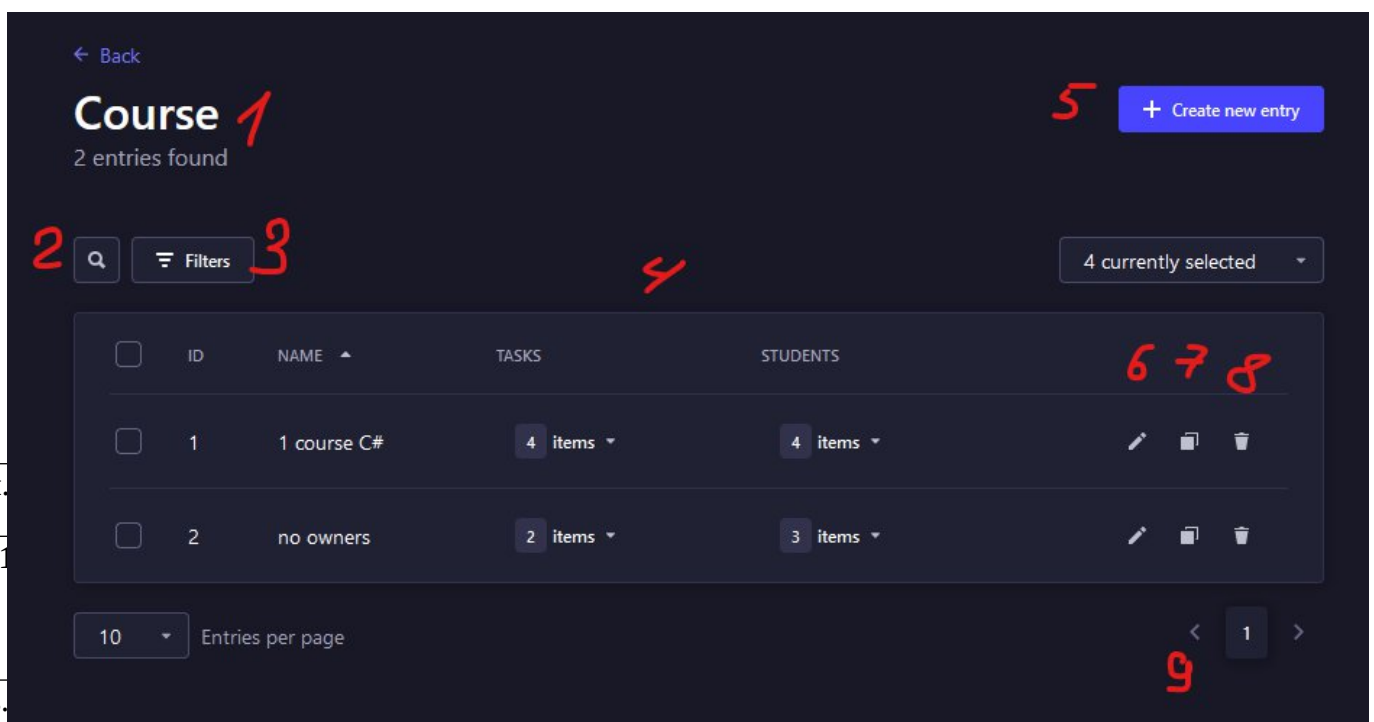 ← Back
Course 1
2 entries found
5 + Create new entry
2 Filters 3
4
4 currently selected
ID NAME TASKS STUDENTS 6 7 8
1 1 course C# 4 items 4 items
2 no owners 2 items 3 items
10 Entries per page
< 1 >
9